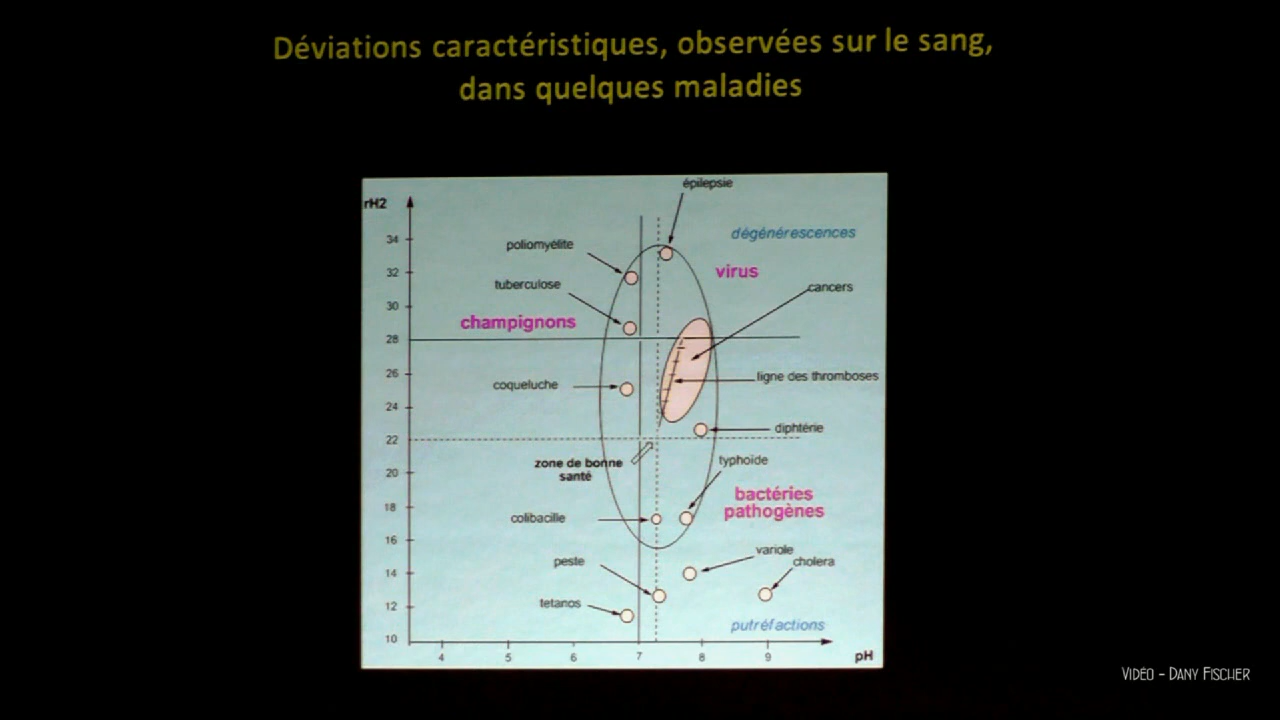 Déviations caractéristiques, observées sur le sang,
dans quelques maladies
épilepsie
rH2
dégénérescences
34
poliomyélite
virus
32
tuberculose
cancers
30
champignons
28
26
ligne des thromboses
coqueluche
24
diphtérie
22
zone de bonne
santé
typhoïde
20
bactéries
pathogènes
18
colibacille
16
variole
peste
cholera
14
tetanos
12
putréfactions
10
4
5
6
7
8
9
pH
VIDÉO - DANY FISCHER